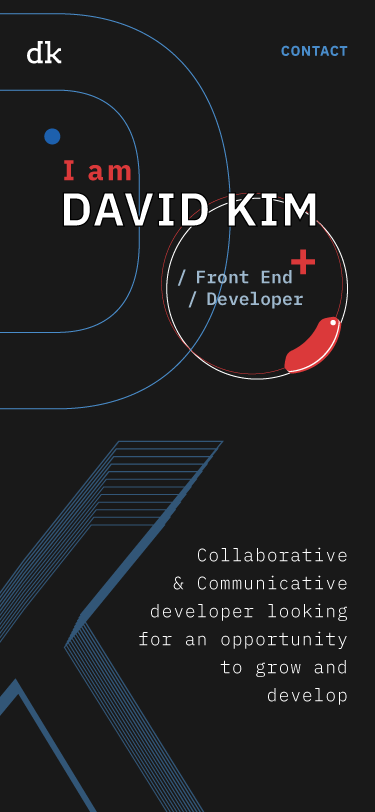 dk
CONTACT
I am
DAVID KIM
/ Front End
/ Developer
Collaborative
& Communicative
developer looking
for an opportunity
to grow and
develop